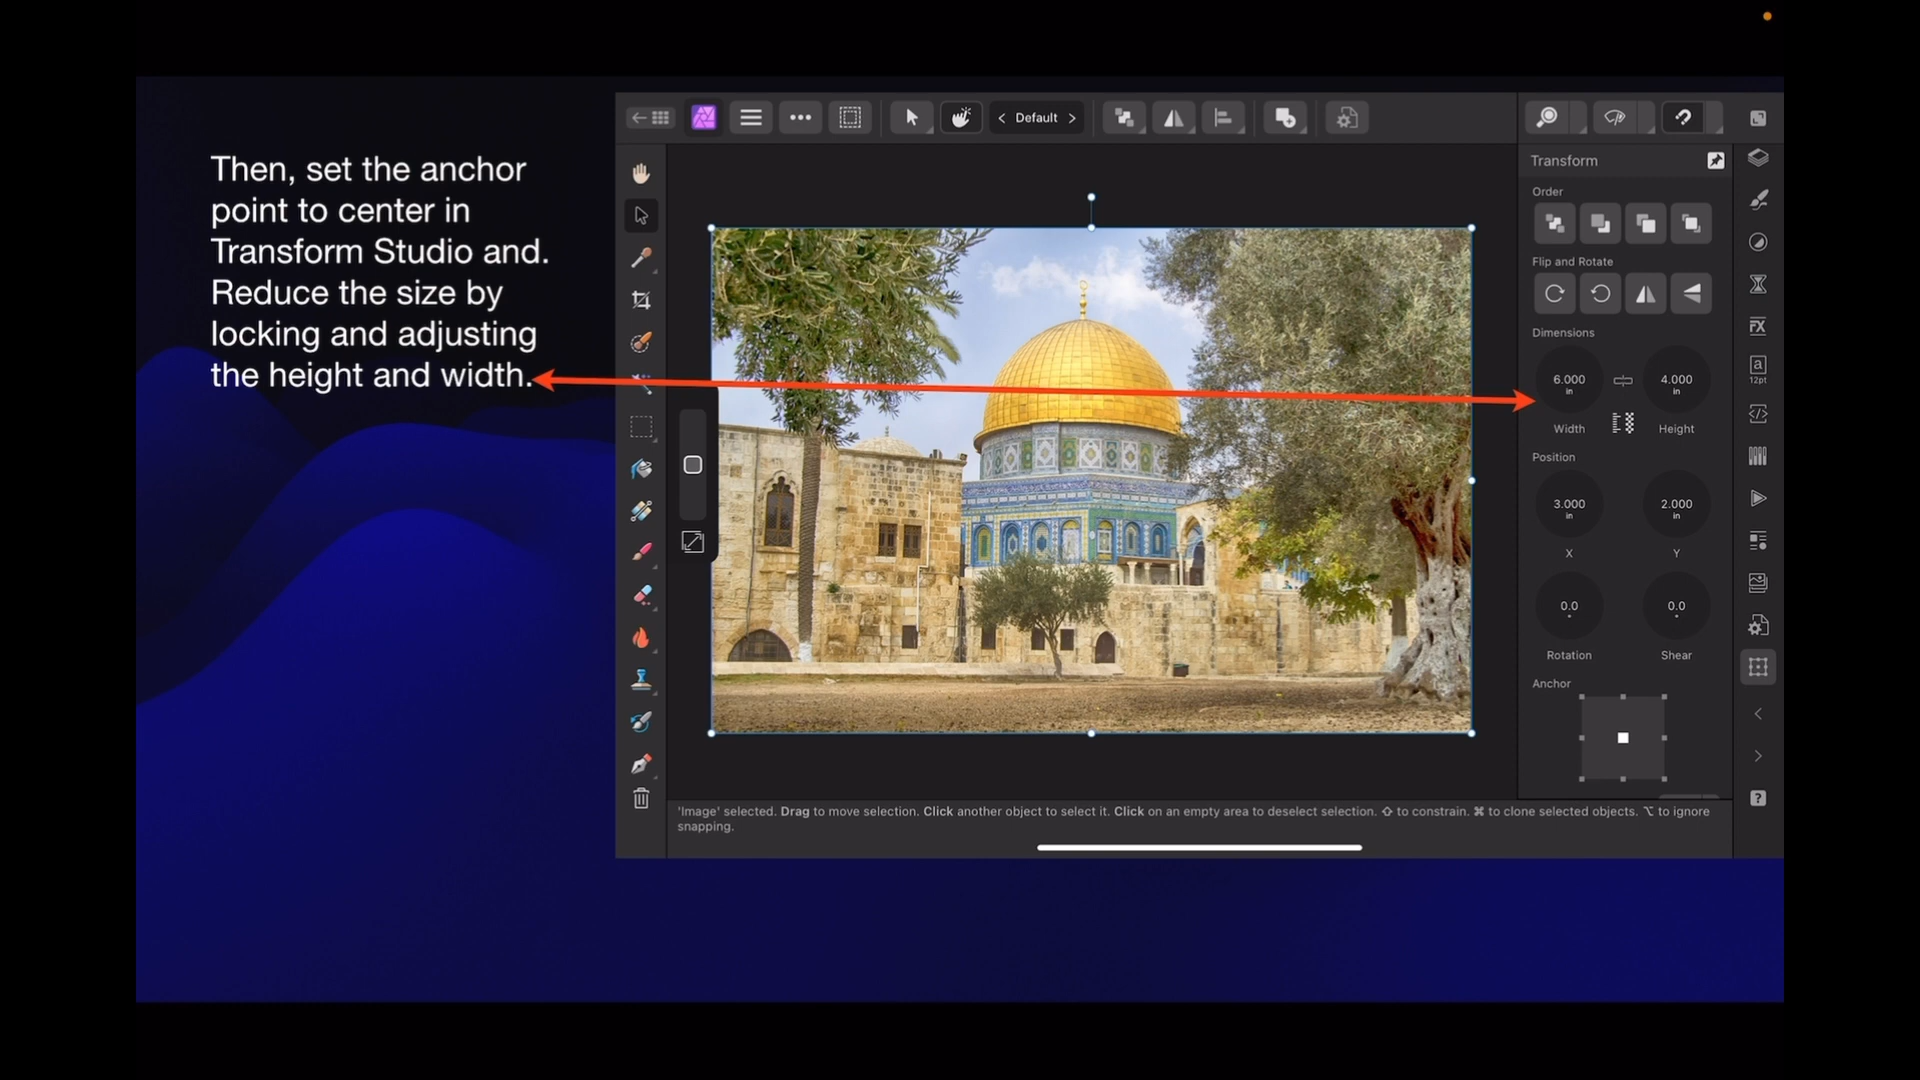 Then, set the anchor
point to center in
Transform Studio and.
Reduce the size by
locking and adjusting
the height and width.
Default
Transform
Order
Flip and Rotate
Dimensions
6.000 in
4.000 in
Width
Height
Position
3.000 in
2.000 in
X
Y
0.0 °
0.0 °
Rotation
Shear
Anchor
FX
a
12pt
?
'Image' selected. Drag to move selection. Click another object to select it. Click on an empty area to deselect selection. ⇧ to constrain. ⌘ to clone selected objects. ⌥ to ignore
snapping.